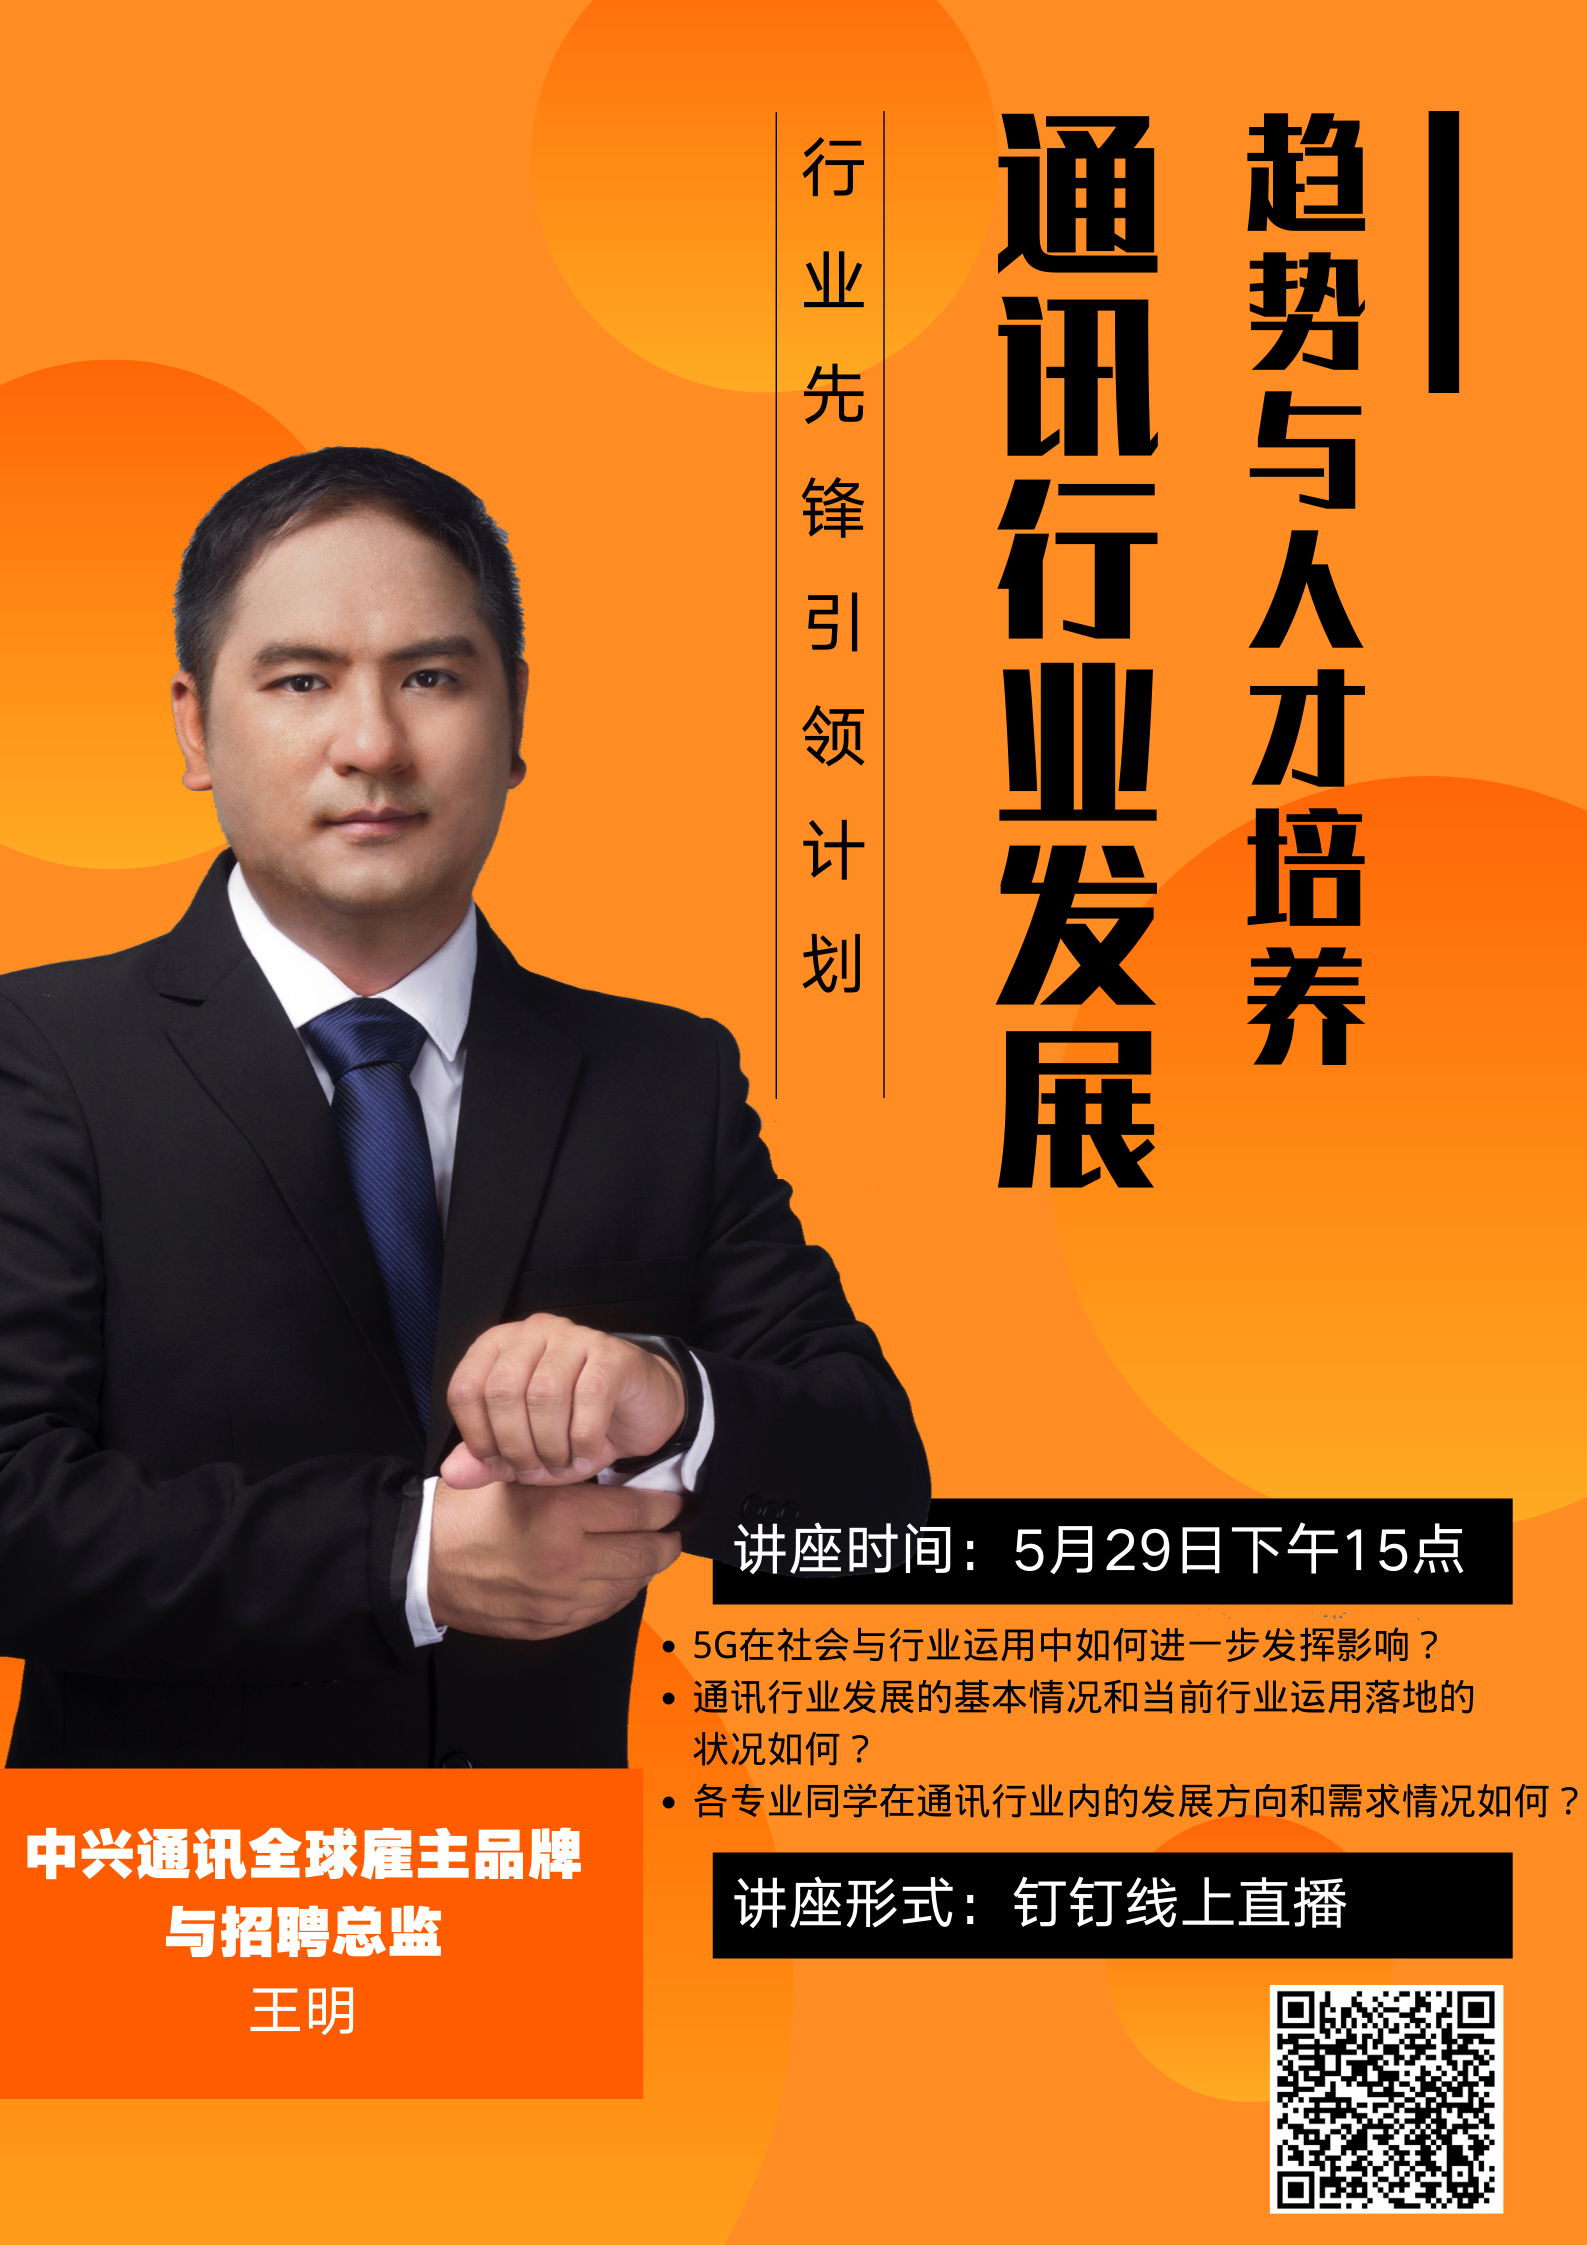 通讯行业发展
趋势与人才培养
行业先锋引领计划
讲座时间：5月29日下午15点
5G在社会与行业运用中如何进一步发挥影响？
通讯行业发展的基本情况和当前行业运用落地的
状况如何？
各专业同学在通讯行业内的发展方向和需求情况如何？
讲座形式：钉钉线上直播
中兴通讯全球雇主品牌
与招聘总监
王明